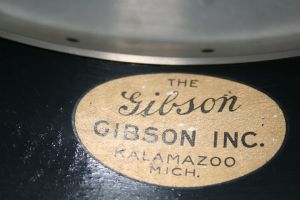 THE
Gibson
GIBSON INC.
KALAMAZOO
MICH.